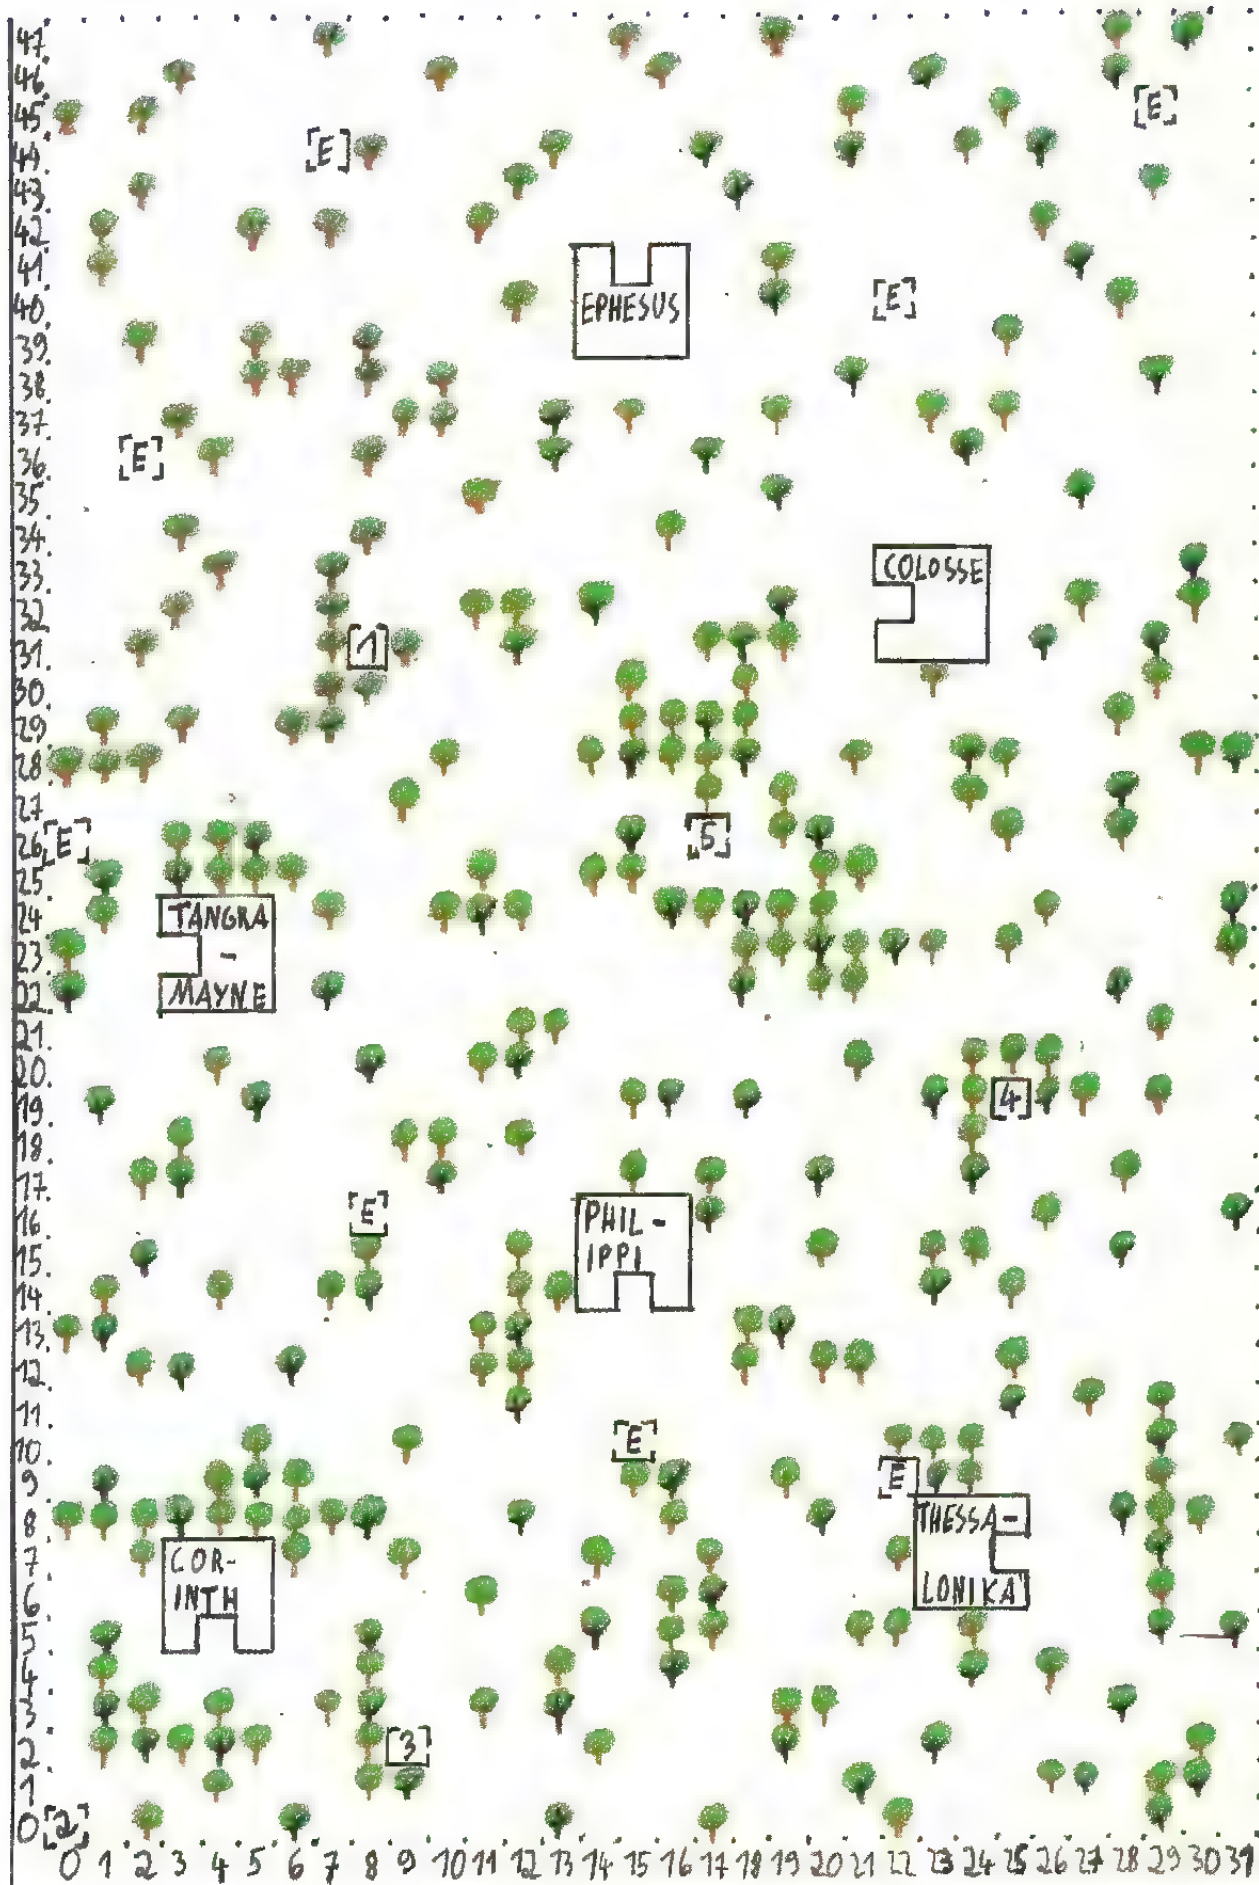 47.
46.
45.
[E]
44.
[E]
43.
42.
41.
40.
EPHESUS
[E]
39.
38.
37.
36.
[E]
35.
34.
33.
COLOSSE
32.
31.
[1]
30.
29.
28.
27.
26.
[E]
[5]
25.
24.
TANGRA
23.
-
22.
MAYNE
21.
20.
19.
[4]
18.
17.
16.
[E]
PHIL-
15.
IPPI
14.
13.
12.
11.
10.
[E]
9.
[E]
8.
THESSA-
7.
COR-
6.
INTH
LONIKA
5.
4.
3.
2.
[3]
1.
0
[2]
0 1 2 3 4 5 6 7 8 9 10 11 12 13 14 15 16 17 18 19 20 21 22 23 24 25 26 27 28 29 30 31